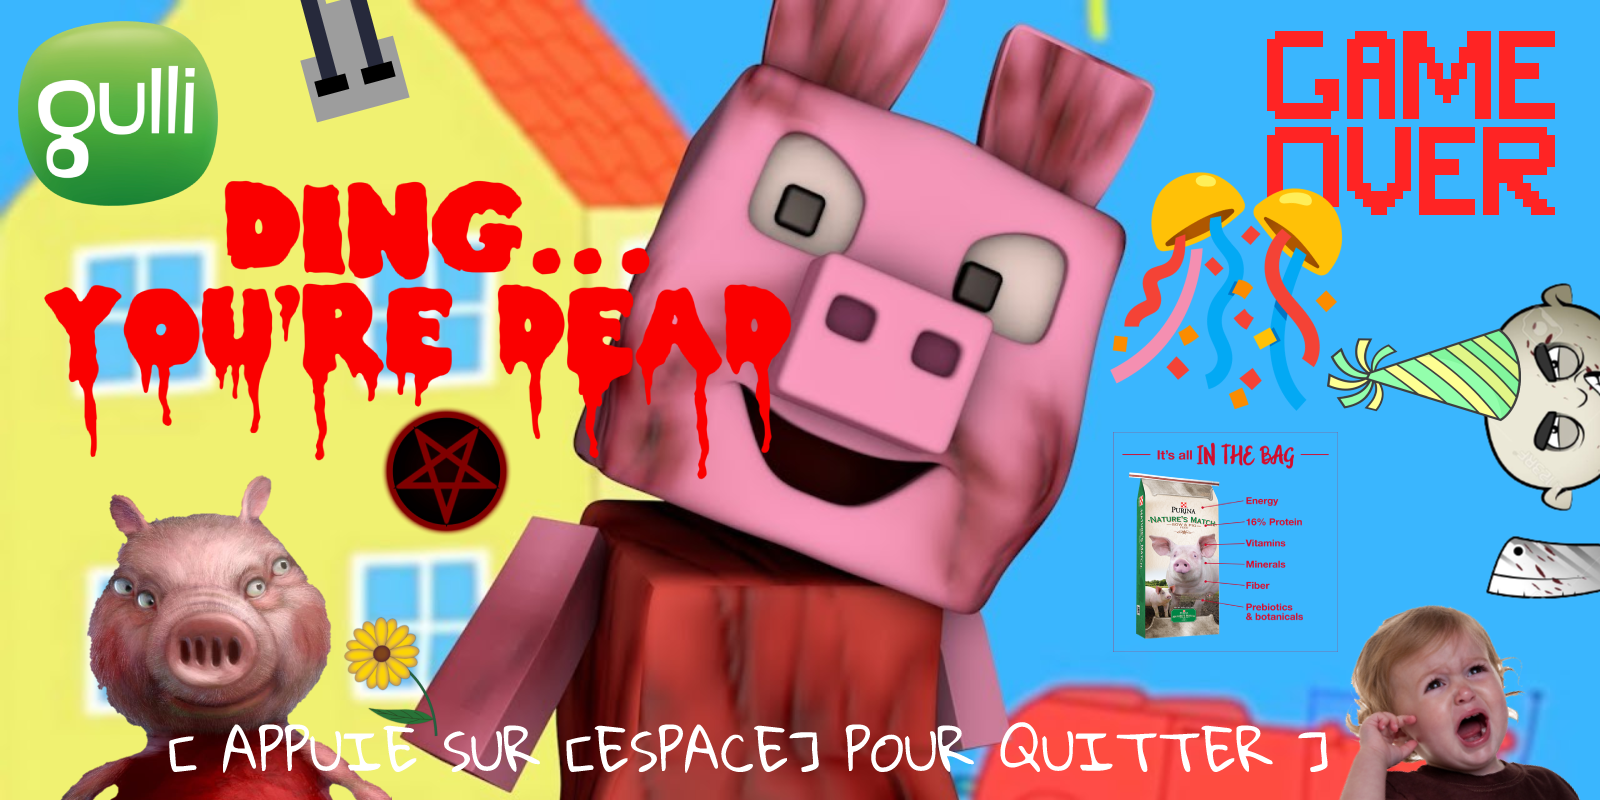 gulli
GAME
OVER
DING...
YOU'RE DEAD
It's all IN THE BAG
PURINA
NATURE'S MATCH
Energy
16% Protein
Vitamins
Minerals
Fiber
Prebiotics
& botanicals
[ APPUIE SUR [ESPACE] POUR QUITTER ]